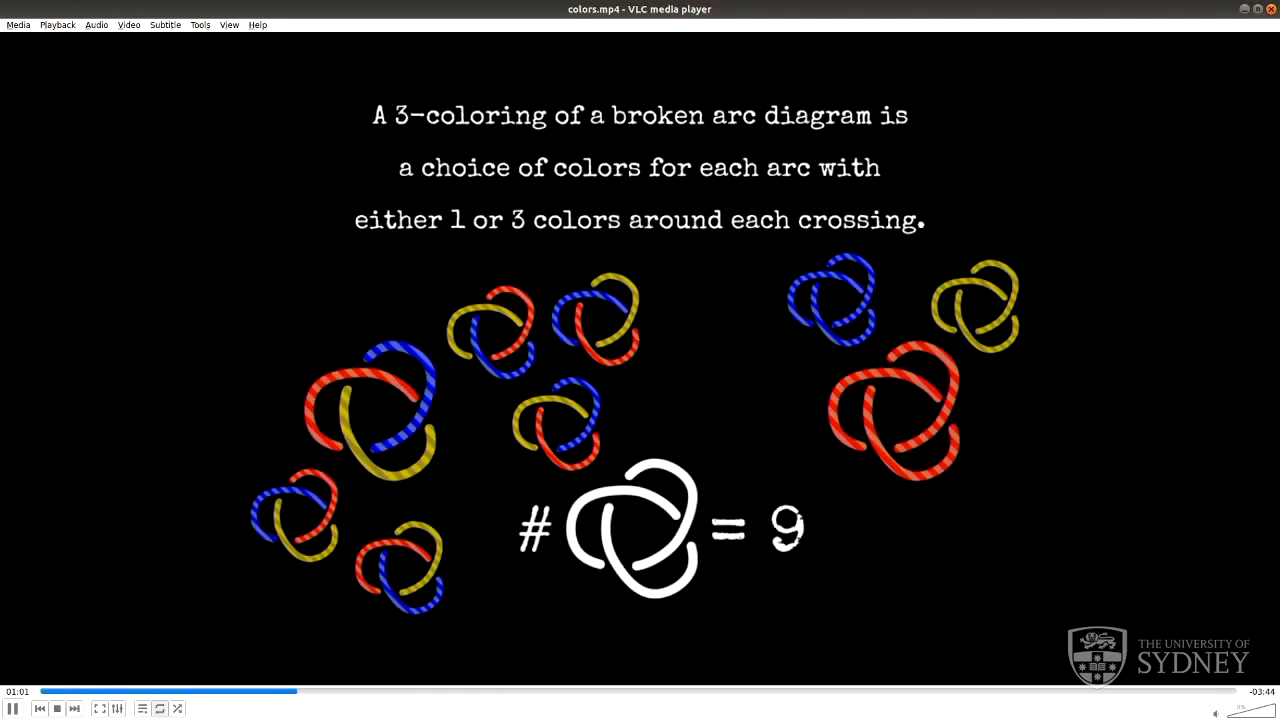 colors.mp4 - VLC media player
Media Playback Audio Video Subtitle Tools View Help
A 3-coloring of a broken arc diagram is
a choice of colors for each arc with
either 1 or 3 colors around each crossing.
# = 9
THE UNIVERSITY OF
SYDNEY
01:01
-03:44
0%